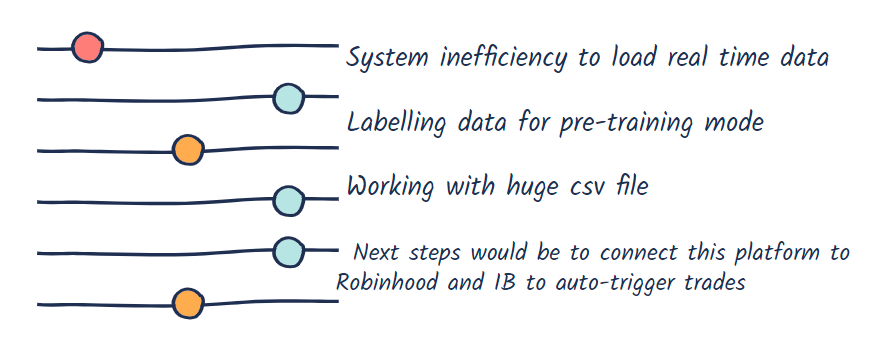 System inefficiency to load real time data
Labelling data for pre-training mode
Working with huge csv file
Next steps would be to connect this platform to
Robinhood and IB to auto-trigger trades